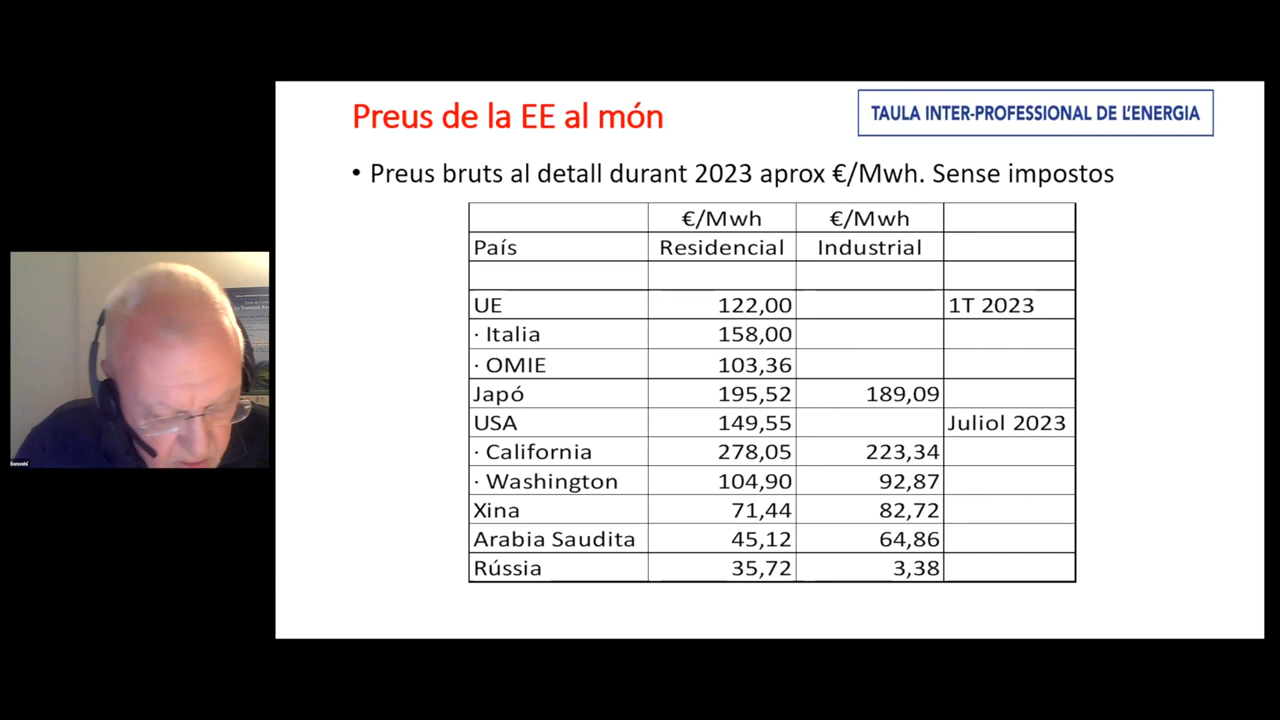 Preus de la EE al món
TAULA INTER-PROFESSIONAL DE L'ENERGIA
• Preus bruts al detall durant 2023 aprox €/Mwh. Sense impostos
€/Mwh €/Mwh
País Residencial Industrial
UE 122,00 1T 2023
· Italia 158,00
· OMIE 103,36
Japó 195,52 189,09
USA 149,55 Juliol 2023
· California 278,05 223,34
· Washington 104,90 92,87
Xina 71,44 82,72
Arabia Saudita 45,12 64,86
Rússia 35,72 3,38